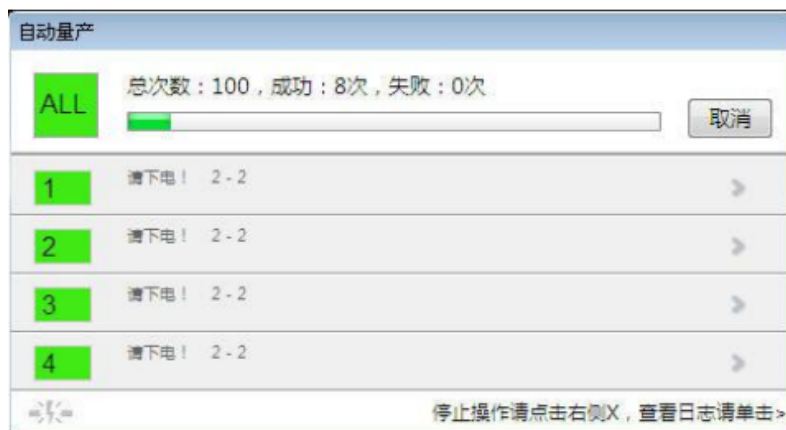 自动量产
ALL
总次数：100，成功：8次，失败：0次
取消
1 请下电！ 2 - 2
2 请下电！ 2 - 2
3 请下电！ 2 - 2
4 请下电！ 2 - 2
停止操作请点击右侧X，查看日志请单击>